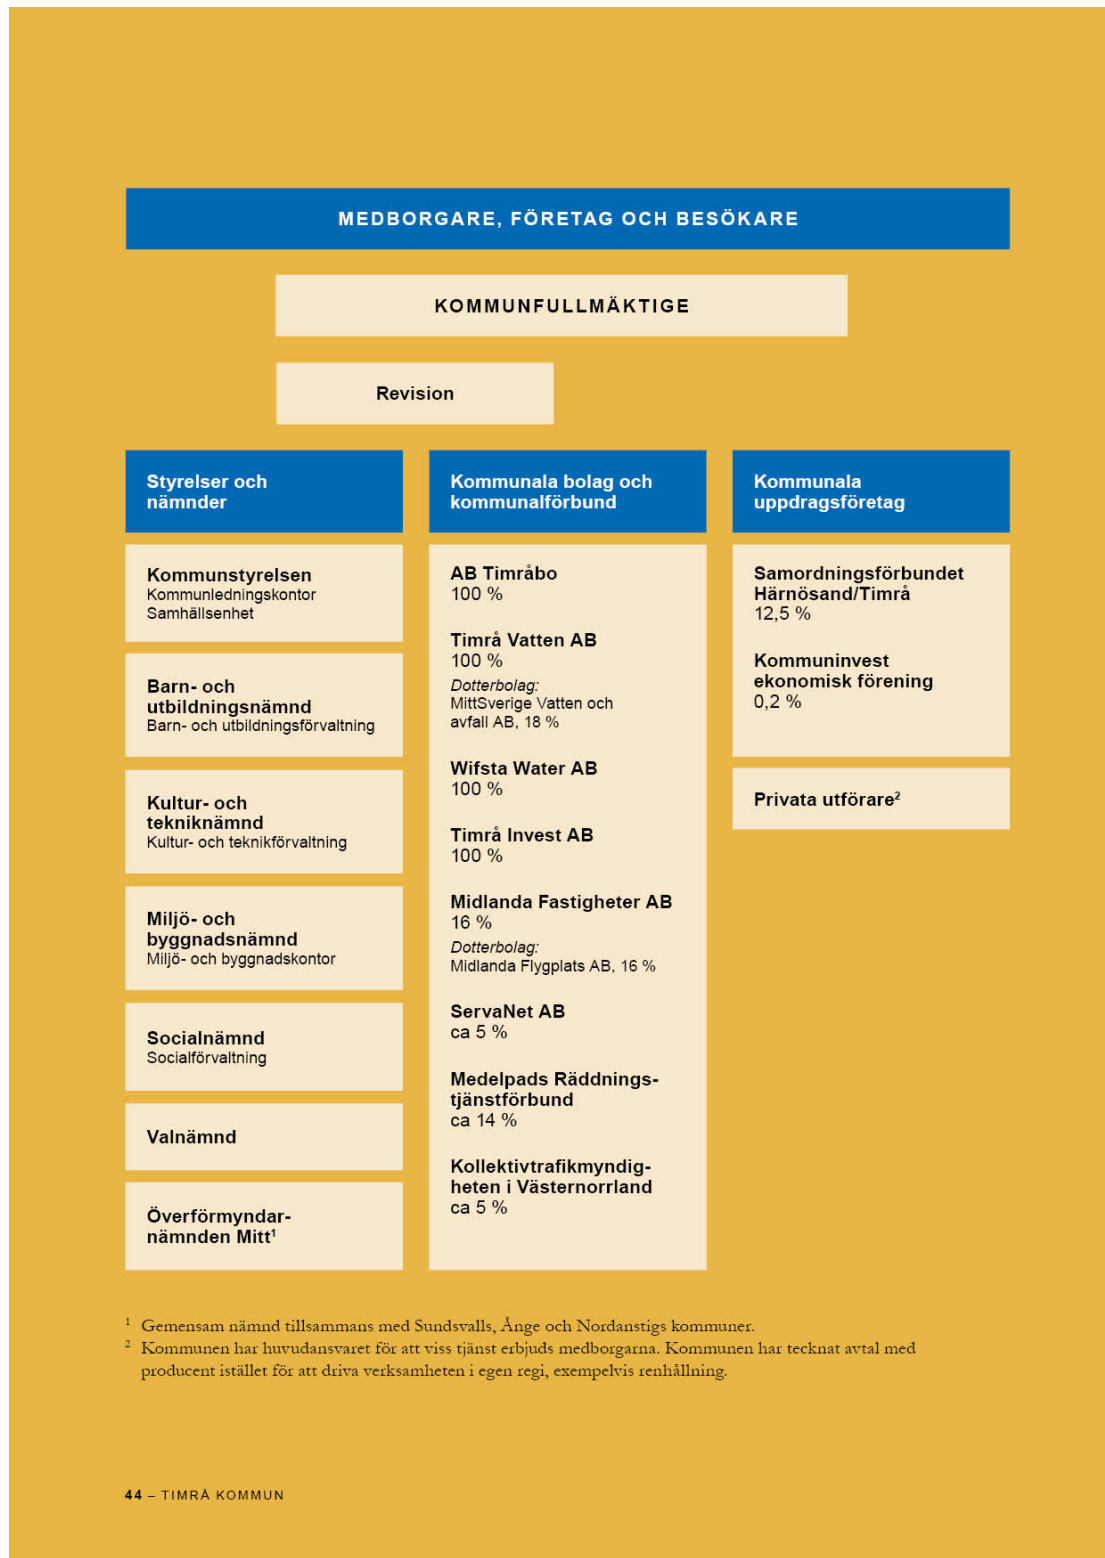 MEDBORGARE, FÖRETAG OCH BESÖKARE
KOMMUNFULLMÄKTIGE
Revision
Styrelser och
nämnder
Kommunstyrelsen
Kommunledningskontor
Samhällsenhet
Barn- och
utbildningsnämnd
Barn- och utbildningsförvaltning
Kultur- och
tekniknämnd
Kultur- och teknikförvaltning
Miljö- och
byggnadsnämnd
Miljö- och byggnadskontor
Socialnämnd
Socialförvaltning
Valnämnd
Överförmyndar-
nämnden Mitt¹
Kommunala bolag och
kommunalförbund
AB Timråbo
100 %
Timrå Vatten AB
100 %
Dotterbolag:
MittSverige Vatten och
avfall AB, 18 %
Wifsta Water AB
100 %
Timrå Invest AB
100 %
Midlanda Fastigheter AB
16 %
Dotterbolag:
Midlanda Flygplats AB, 16 %
ServaNet AB
ca 5 %
Medelpads Räddnings-
tjänstförbund
ca 14 %
Kollektivtrafikmyndig-
heten i Västernorrland
ca 5 %
Kommunala
uppdragsföretag
Samordningsförbundet
Härnösand/Timrå
12,5 %
Kommuninvest
ekonomisk förening
0,2 %
Privata utförare²
¹ Gemensam nämnd tillsammans med Sundsvalls, Ånge och Nordanstigs kommuner.
² Kommunen har huvudansvaret för att viss tjänst erbjuds medborgarna. Kommunen har tecknat avtal med
producent istället för att driva verksamheten i egen regi, exempelvis renhållning.
44 – TIMRÅ KOMMUN